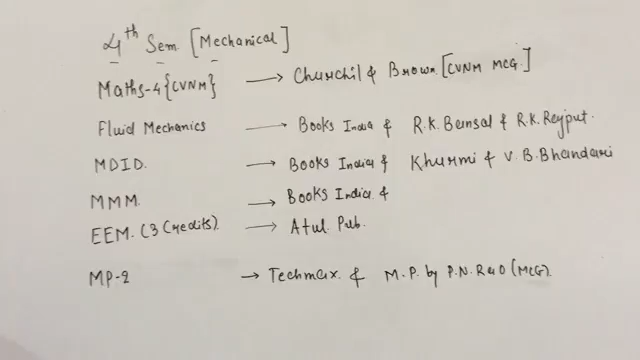 4th Sem [Mechanical]
Maths-4 {CVNM} → Churchil & Brown [CVNM MCG]
Fluid Mechanics → Books India & R.K. Bensal & R.K. Rajput.
MDID. → Books India & Khurmi & V.B. Bhandari
MMM. → Books India &
EEM. (3 Credits). → Atul Pub.
MP-2 → Techmax. & M.P. by P.N. Rao (MCG).